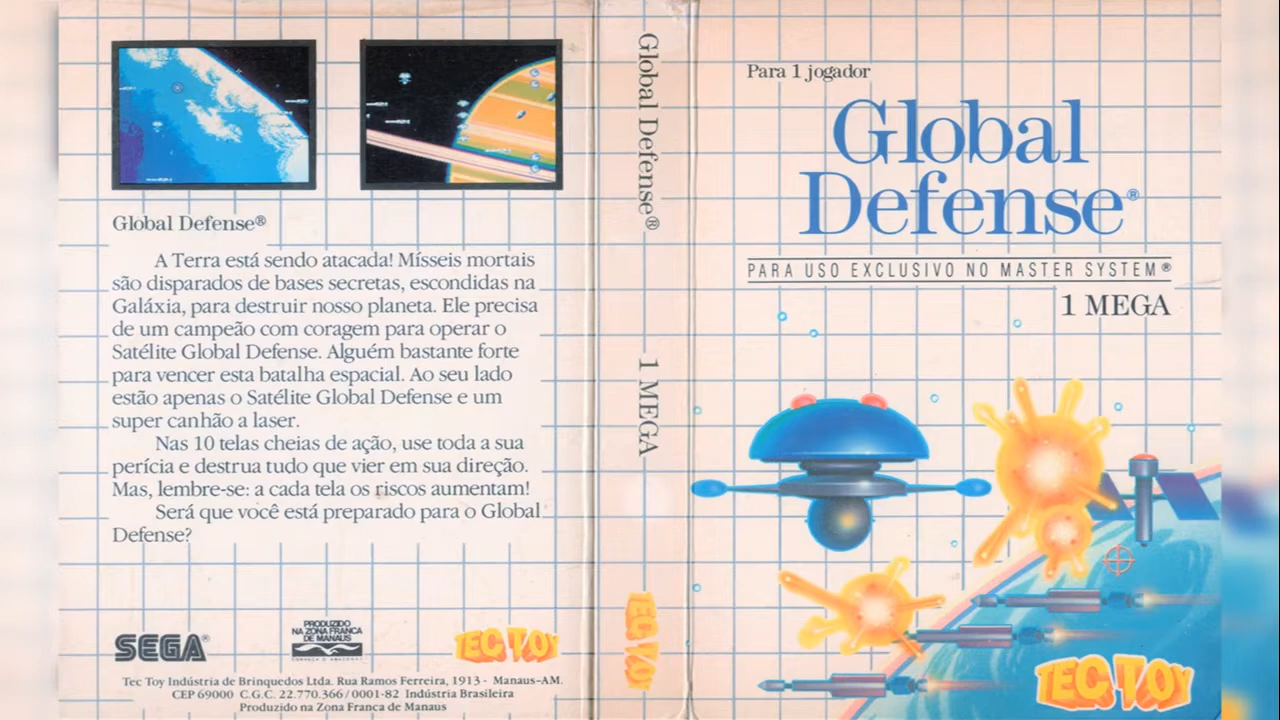 Global Defense®
A Terra está sendo atacada! Mísseis mortais
são disparados de bases secretas, escondidas na
Galáxia, para destruir nosso planeta. Ele precisa
de um campeão com coragem para operar o
Satélite Global Defense. Alguém bastante forte
para vencer esta batalha espacial. Ao seu lado
estão apenas o Satélite Global Defense e um
super canhão a laser.
Nas 10 telas cheias de ação, use toda a sua
perícia e destrua tudo que vier em sua direção.
Mas, lembre-se: a cada tela os riscos aumentam!
Será que você está preparado para o Global
Defense?
SEGA®
PRODUZIDO
NA ZONA FRANCA
DE MANAUS
CONHEÇA O AMAZONAS
TEC TOY
Tec Toy Indústria de Brinquedos Ltda. Rua Ramos Ferreira, 1913 - Manaus-AM.
CEP 69000 C.G.C. 22.770.366/0001-82 Indústria Brasileira
Produzido na Zona Franca de Manaus
Global Defense®
1 MEGA
TEC TOY
Para 1 jogador
Global
Defense®
PARA USO EXCLUSIVO NO MASTER SYSTEM®
1 MEGA
TEC TOY